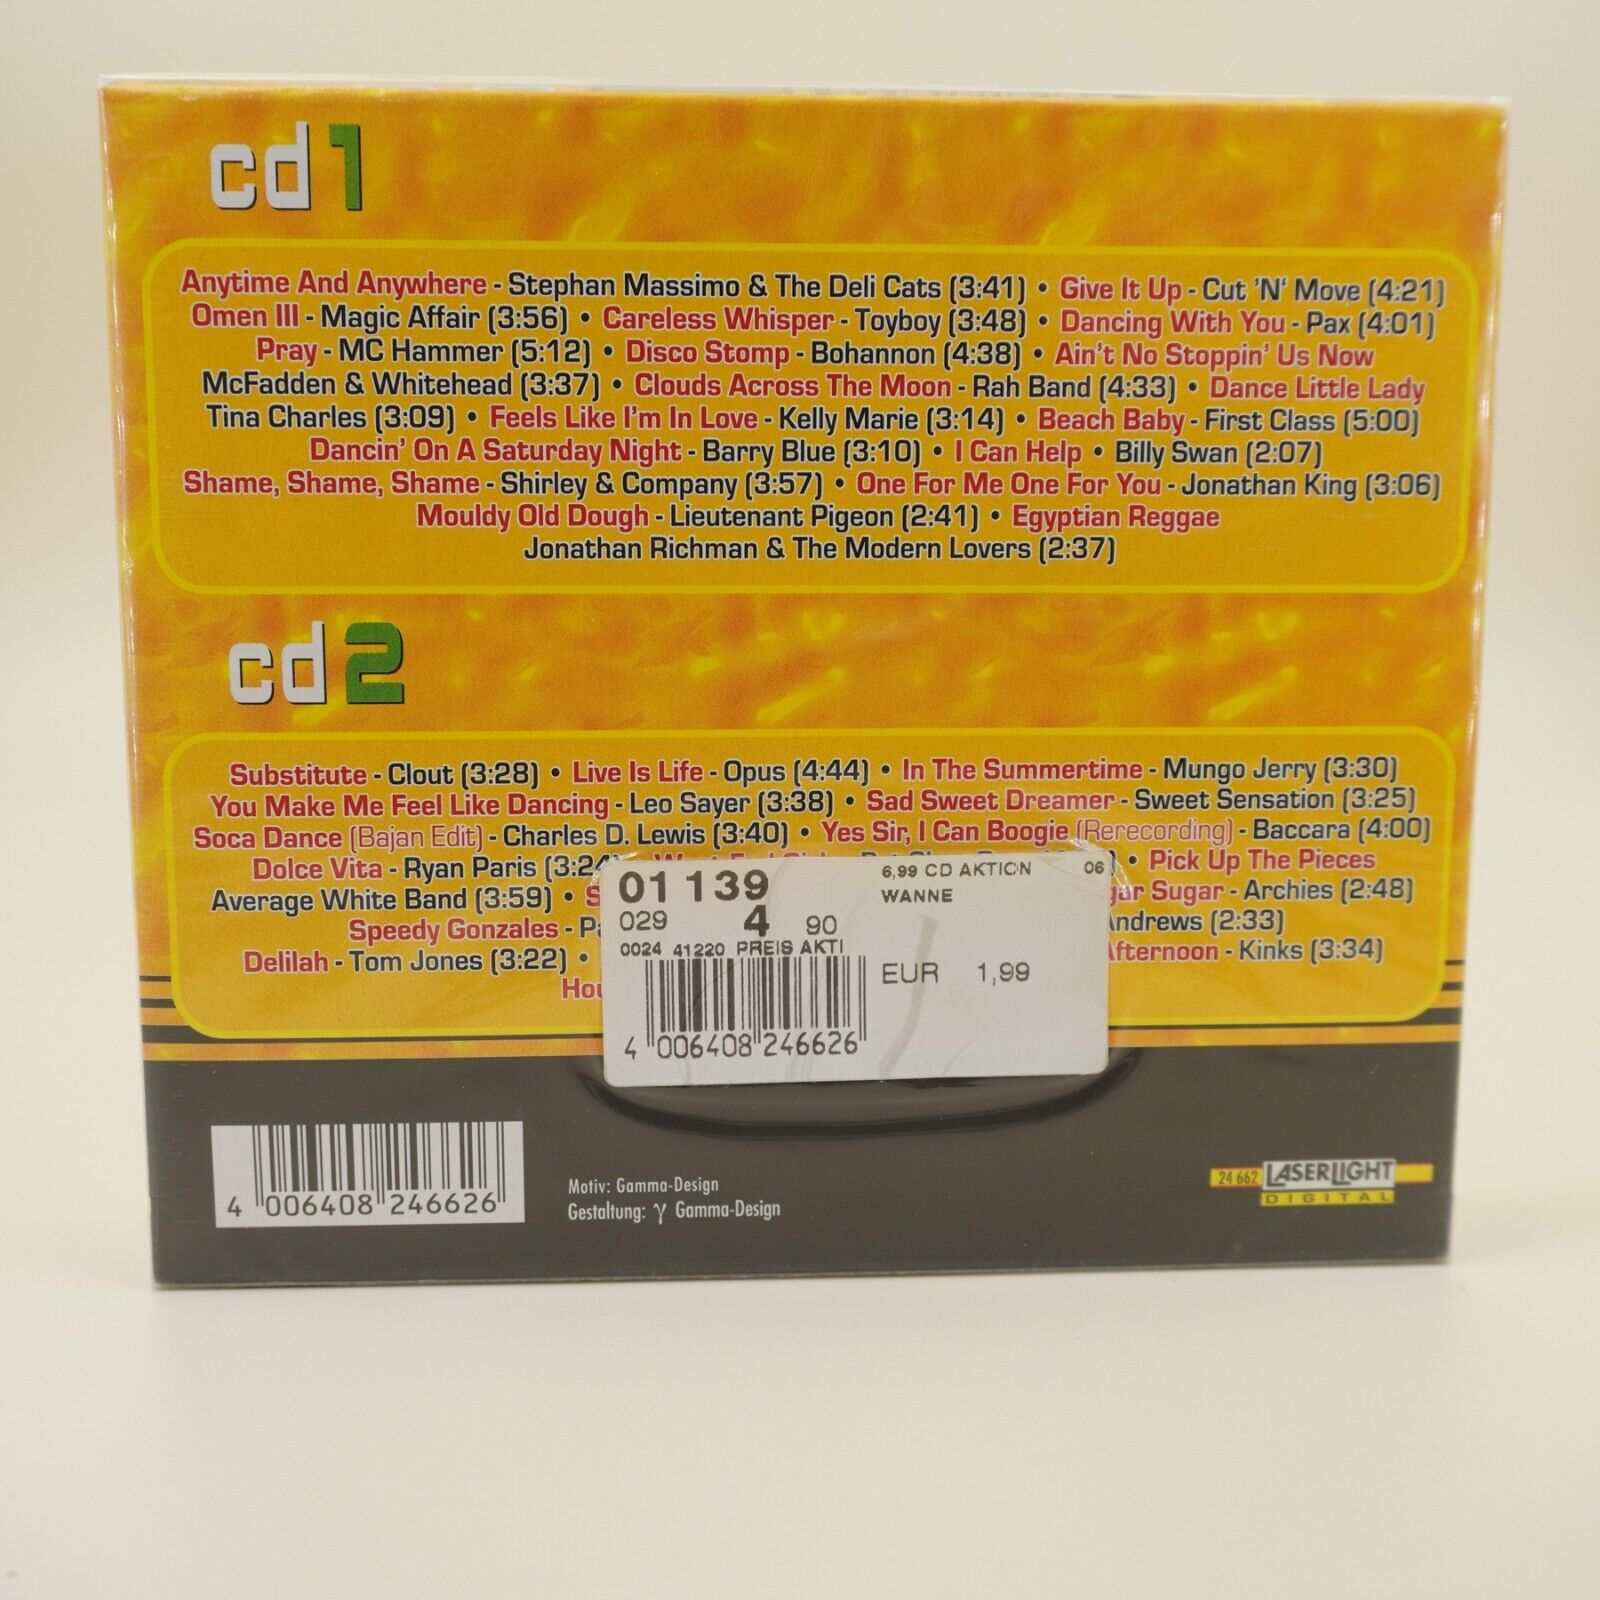 cd 1
Anytime And Anywhere - Stephan Massimo & The Deli Cats (3:41) • Give It Up - Cut 'N' Move (4:21)
Omen III - Magic Affair (3:56) • Careless Whisper - Toyboy (3:48) • Dancing With You - Pax (4:01)
Pray - MC Hammer (5:12) • Disco Stomp - Bohannon (4:38) • Ain't No Stoppin' Us Now
McFadden & Whitehead (3:37) • Clouds Across The Moon - Rah Band (4:33) • Dance Little Lady
Tina Charles (3:09) • Feels Like I'm In Love - Kelly Marie (3:14) • Beach Baby - First Class (5:00)
Dancin' On A Saturday Night - Barry Blue (3:10) • I Can Help • Billy Swan (2:07)
Shame, Shame, Shame - Shirley & Company (3:57) • One For Me One For You - Jonathan King (3:06)
Mouldy Old Dough - Lieutenant Pigeon (2:41) • Egyptian Reggae
Jonathan Richman & The Modern Lovers (2:37)
cd 2
Substitute - Clout (3:28) • Live Is Life - Opus (4:44) • In The Summertime - Mungo Jerry (3:30)
You Make Me Feel Like Dancing - Leo Sayer (3:38) • Sad Sweet Dreamer - Sweet Sensation (3:25)
Soca Dance (Bajan Edit) - Charles D. Lewis (3:40) • Yes Sir, I Can Boogie (Rerecording) - Baccara (4:00)
Dolce Vita - Ryan Paris (3:24 • Pick Up The Pieces
Average White Band (3:59) • Sugar - Archies (2:48)
Speedy Gonzales - Andrews (2:33)
Delilah - Tom Jones (3:22) • Afternoon - Kinks (3:34)
01 139
029 4 90
0024 41220 PREIS AKTI
4 006408 246626
6,99 CD AKTION 06
WANNE
EUR 1,99
4 006408 246626
Motiv: Gamma-Design
Gestaltung: γ Gamma-Design
24 662 LASERLIGHT
DIGITAL